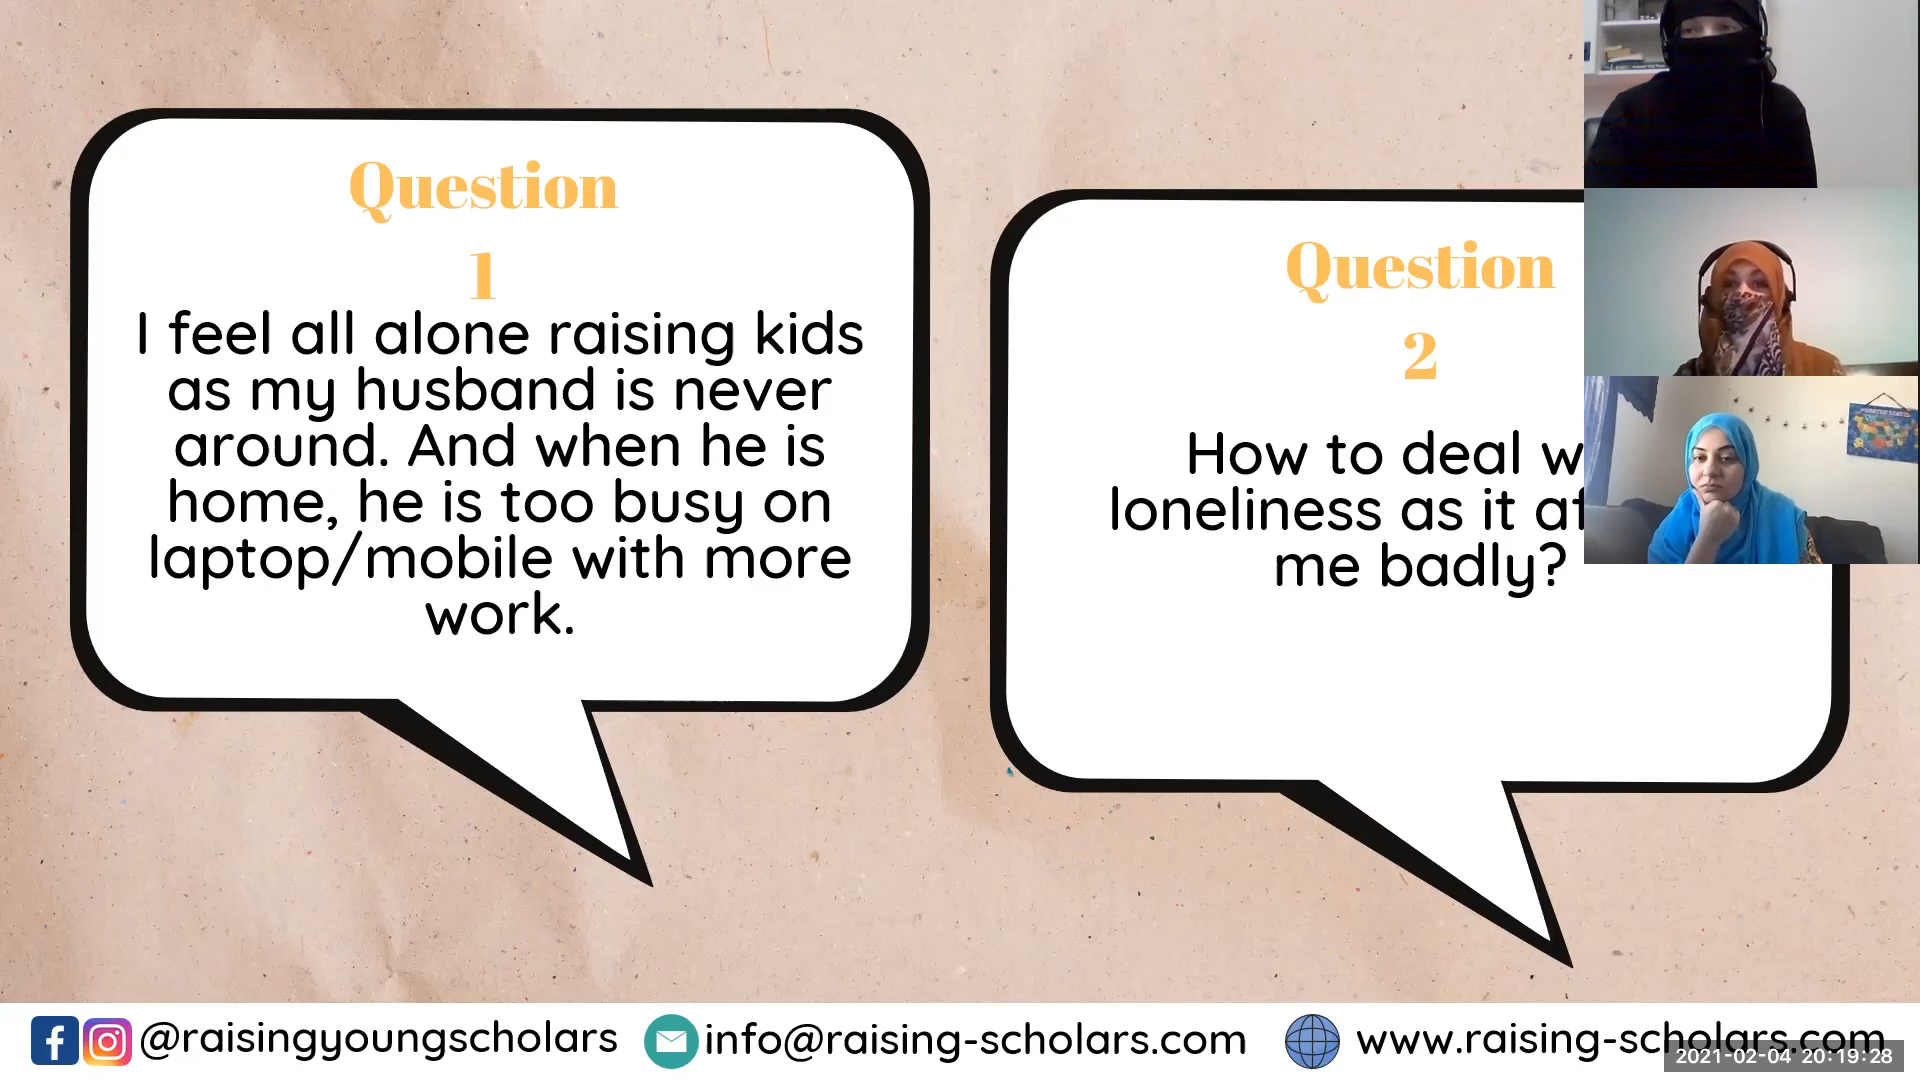 Question
1
I feel all alone raising kids
as my husband is never
around. And when he is
home, he is too busy on
laptop/mobile with more
work.
Question
2
How to deal
loneliness as it
me badly?
UNITED STATES
@raisingyoungscholars
info@raising-scholars.com
www.raising-scholars.com
2021-02-04 20:19:28